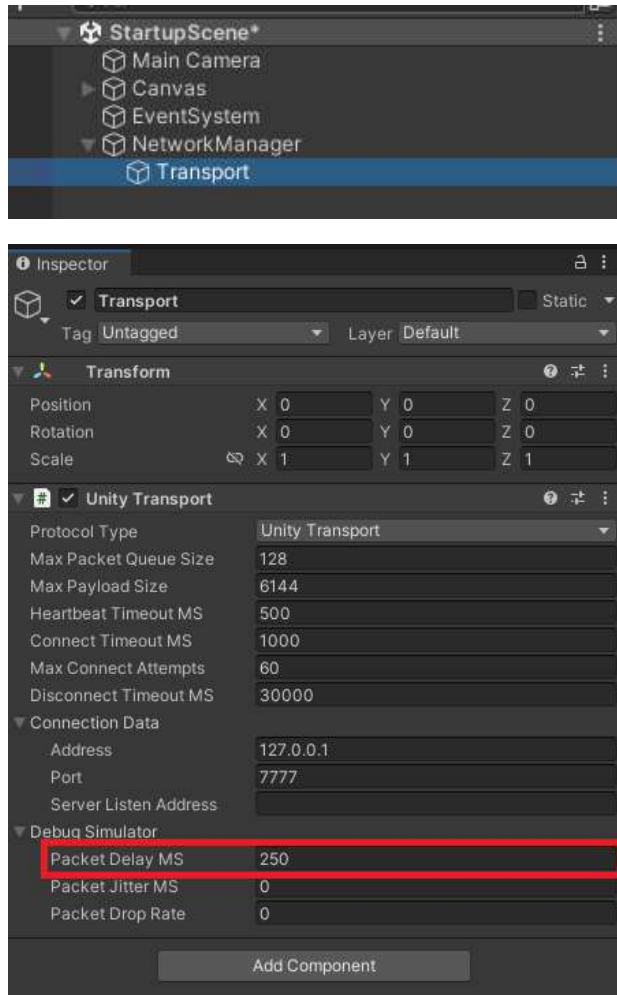 StartupScene*
Main Camera
Canvas
EventSystem
NetworkManager
Transport
Inspector
Transport Static
Tag Untagged Layer Default
Transform
Position X 0 Y 0 Z 0
Rotation X 0 Y 0 Z 0
Scale X 1 Y 1 Z 1
# Unity Transport
Protocol Type Unity Transport
Max Packet Queue Size 128
Max Payload Size 6144
Heartbeat Timeout MS 500
Connect Timeout MS 1000
Max Connect Attempts 60
Disconnect Timeout MS 30000
Connection Data
Address 127.0.0.1
Port 7777
Server Listen Address
Debug Simulator
Packet Delay MS 250
Packet Jitter MS 0
Packet Drop Rate 0
Add Component